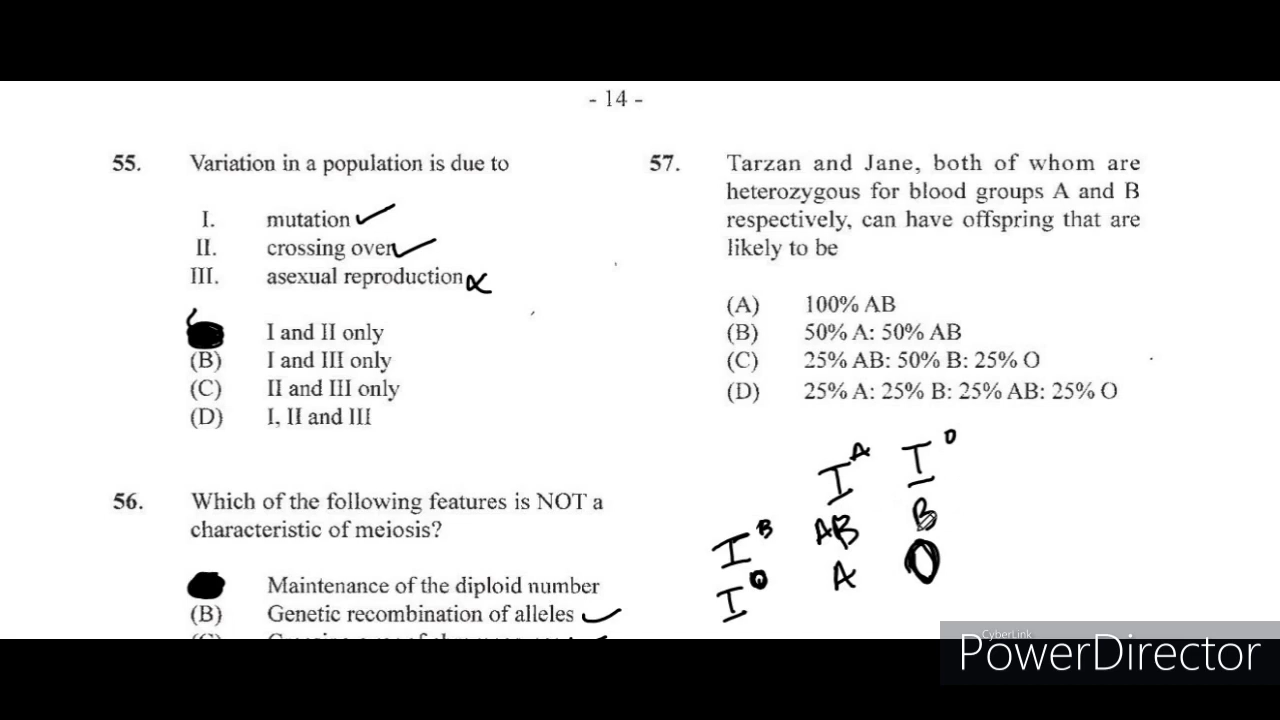 - 14 -
55. Variation in a population is due to
I. mutation
II. crossing over
III. asexual reproduction
I and II only
(B) I and III only
(C) II and III only
(D) I, II and III
56. Which of the following features is NOT a
characteristic of meiosis?
Maintenance of the diploid number
(B) Genetic recombination of alleles
57. Tarzan and Jane, both of whom are
heterozygous for blood groups A and B
respectively, can have offspring that are
likely to be
(A) 100% AB
(B) 50% A: 50% AB
(C) 25% AB: 50% B: 25% O
(D) 25% A: 25% B: 25% AB: 25% O
I^A I^O
I^B AB B
I^O A O
CyberLink
PowerDirector